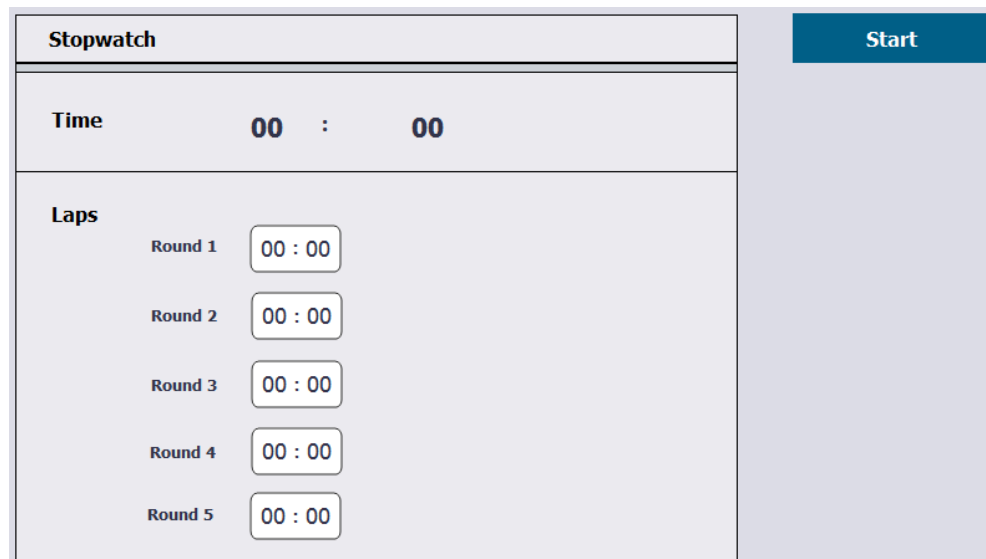 Stopwatch
Start
Time 00 : 00
Laps
Round 1 00 : 00
Round 2 00 : 00
Round 3 00 : 00
Round 4 00 : 00
Round 5 00 : 00